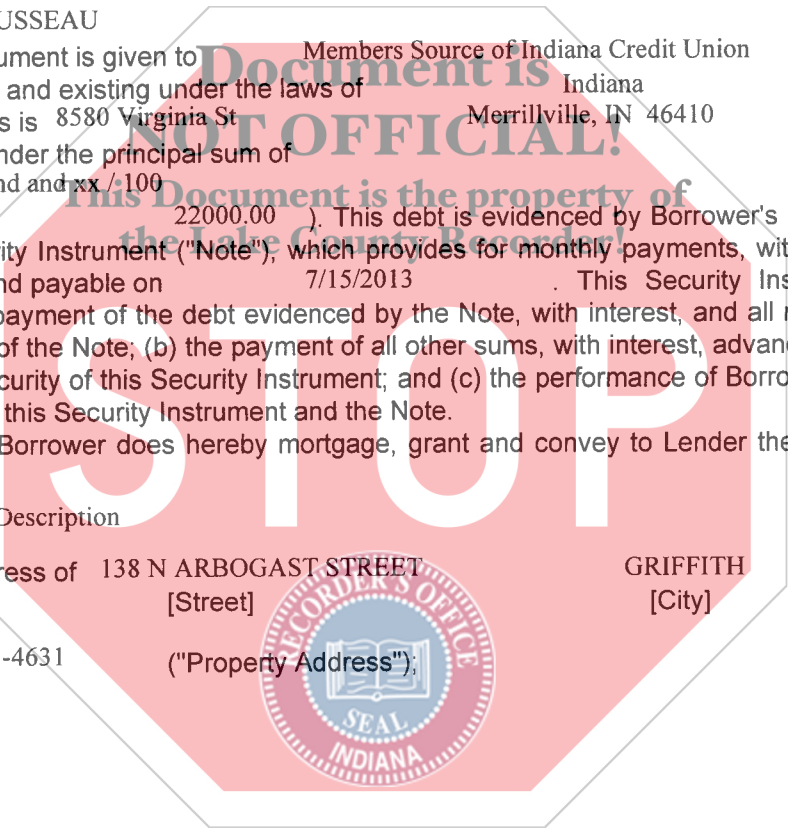 USSEAU
ument is given to Members Source of Indiana Credit Union
and existing under the laws of Indiana
s is 8580 Virginia St Merrillville, IN 46410
nder the principal sum of
nd and xx / 100
22000.00 ). This debt is evidenced by Borrower's
ity Instrument ("Note"), which provides for monthly payments, wit
nd payable on 7/15/2013 . This Security Ins
payment of the debt evidenced by the Note, with interest, and all
of the Note; (b) the payment of all other sums, with interest, advan
curity of this Security Instrument; and (c) the performance of Borro
this Security Instrument and the Note.
Borrower does hereby mortgage, grant and convey to Lender the
Description
ress of 138 N ARBOGAST STREET GRIFFITH
[Street] [City]
-4631 ("Property Address");
Document is
NOT OFFICIAL!
This Document is the property of
the Lake County Recorder!
STOP
RECORDER'S OFFICE
SEAL
INDIANA